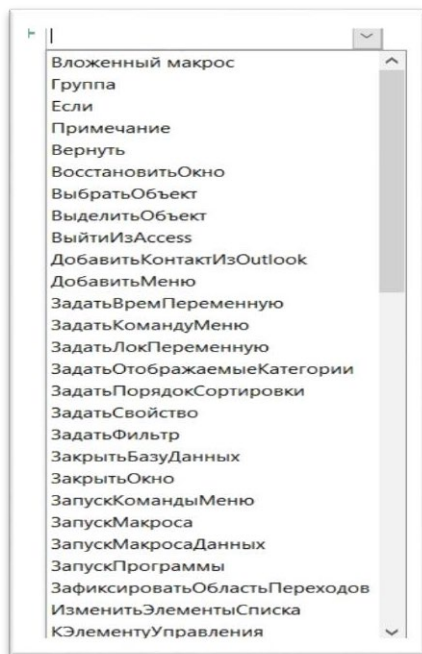 Вложенный макрос
Группа
Если
Примечание
Вернуть
ВосстановитьОкно
ВыбратьОбъект
ВыделитьОбъект
ВыйтиИзAccess
ДобавитьКонтактИзOutlook
ДобавитьМеню
ЗадатьВремПеременную
ЗадатьКомандуМеню
ЗадатьЛокПеременную
ЗадатьОтображаемыеКатегории
ЗадатьПорядокСортировки
ЗадатьСвойство
ЗадатьФильтр
ЗакрытьБазуДанных
ЗакрытьОкно
ЗапускКомандыМеню
ЗапускМакроса
ЗапускМакросаДанных
ЗапускПрограммы
ЗафиксироватьОбластьПереходов
ИзменитьЭлементыСписка
КЭлементуУправления